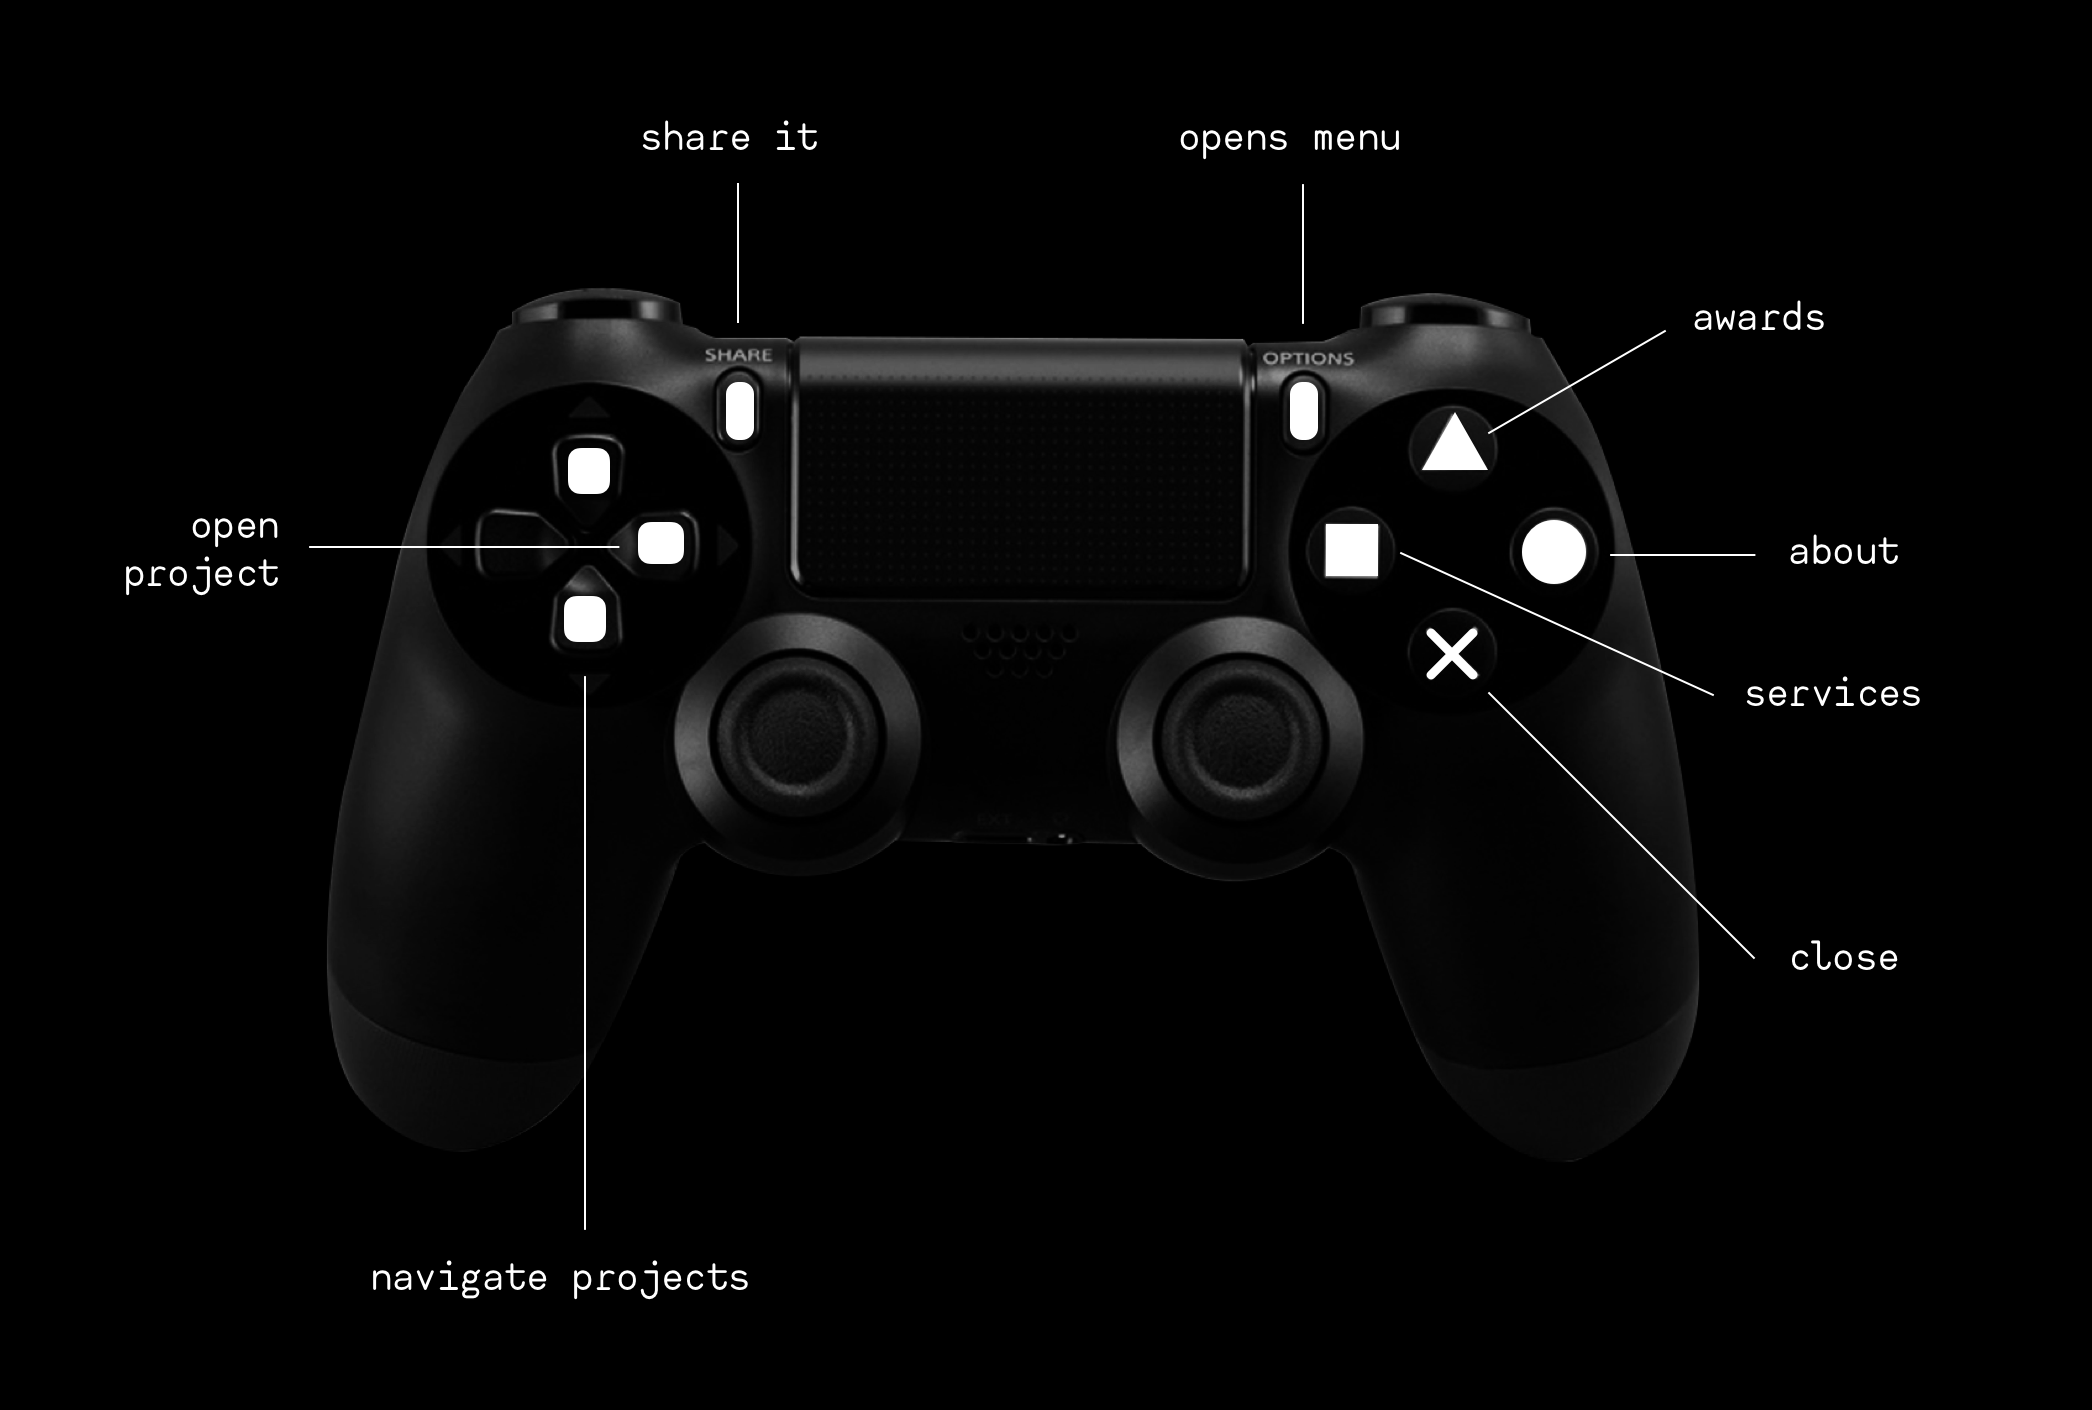 share it
opens menu
awards
SHARE
OPTIONS
open
project
about
services
close
navigate projects